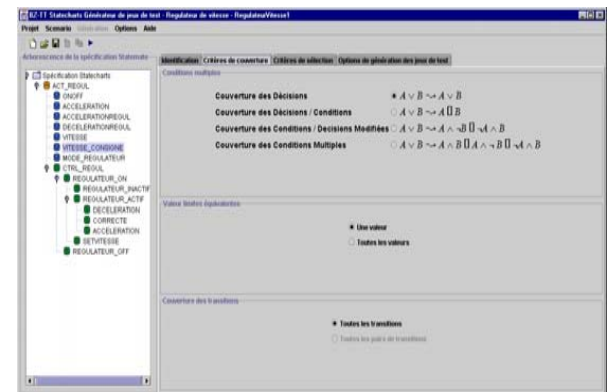 BZ-TT Statecharts Générateur de jeux de test - Regulateur de vitesse - RegulateurVitesse1
Projet Scenario Génération Options Aide
Arborescence de la spécification Statemate
Identification Critères de couverture Critères de sélection Options de génération des jeux de test
Spécification Statecharts
ACT_REGUL
ONOFF
ACCELERATION
ACCELERATIONREGUL
DECELERATIONREGUL
VITESSE
VITESSE_CONSIGNE
MODE_REGULATEUR
CTRL_REGUL
REGULATEUR_ON
REGULATEUR_INACTIF
REGULATEUR_ACTIF
DECELERATION
CORRECTE
ACCELERATION
SETVITESSE
REGULATEUR_OFF
Conditions multiples
Couverture des Décisions A ∨ B ⤳ A ∨ B
Couverture des Décisions / Conditions A ∨ B ⤳ A [] B
Couverture des Conditions / Decisions Modifiées A ∨ B ⤳ A ∧ ¬B [] ¬A ∧ B
Couverture des Conditions Multiples A ∨ B ⤳ A ∧ B [] A ∧ ¬B [] ¬A ∧ B
Valeur limites équivalentes
Une valeur
Toutes les valeurs
Couverture des transitions
Toutes les transitions
Toutes les pairs de transitions